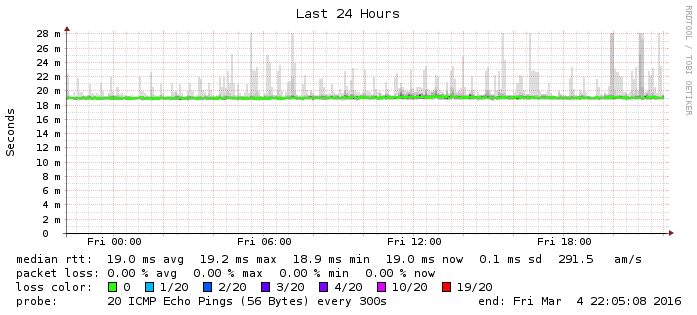 Last 24 Hours
RRDTOOL / TOBI OETIKER
Seconds
28 m
26 m
24 m
22 m
20 m
18 m
16 m
14 m
12 m
10 m
8 m
6 m
4 m
2 m
0
Fri 00:00 Fri 06:00 Fri 12:00 Fri 18:00
median rtt: 19.0 ms avg 19.2 ms max 18.9 ms min 19.0 ms now 0.1 ms sd 291.5 am/s
packet loss: 0.00 % avg 0.00 % max 0.00 % min 0.00 % now
loss color: 0 1/20 2/20 3/20 4/20 10/20 19/20
probe: 20 ICMP Echo Pings (56 Bytes) every 300s end: Fri Mar 4 22:05:08 2016